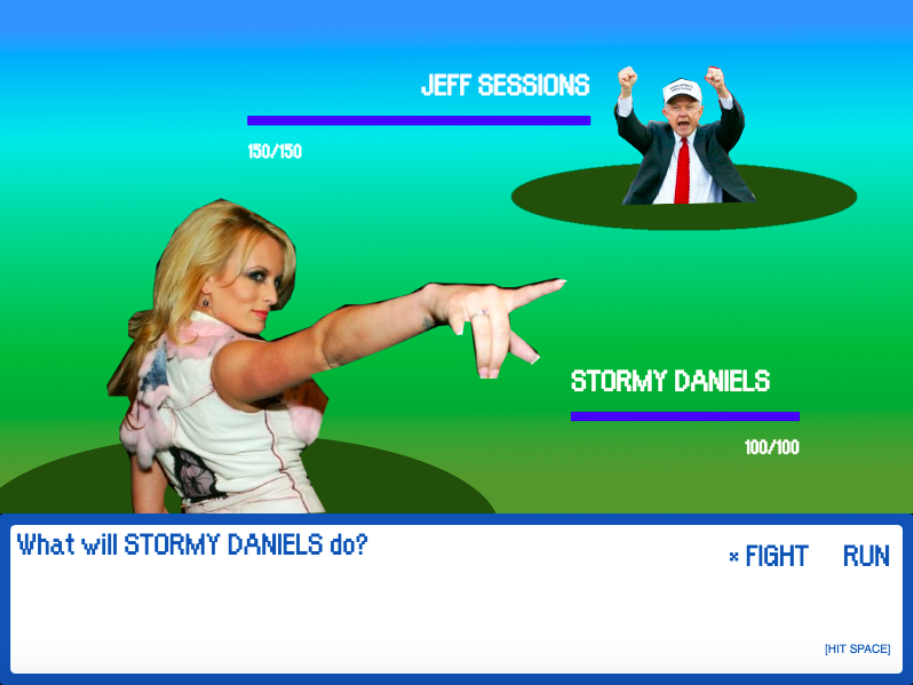 JEFF SESSIONS
150/150
STORMY DANIELS
100/100
What will STORMY DANIELS do?
× FIGHT RUN
[HIT SPACE]